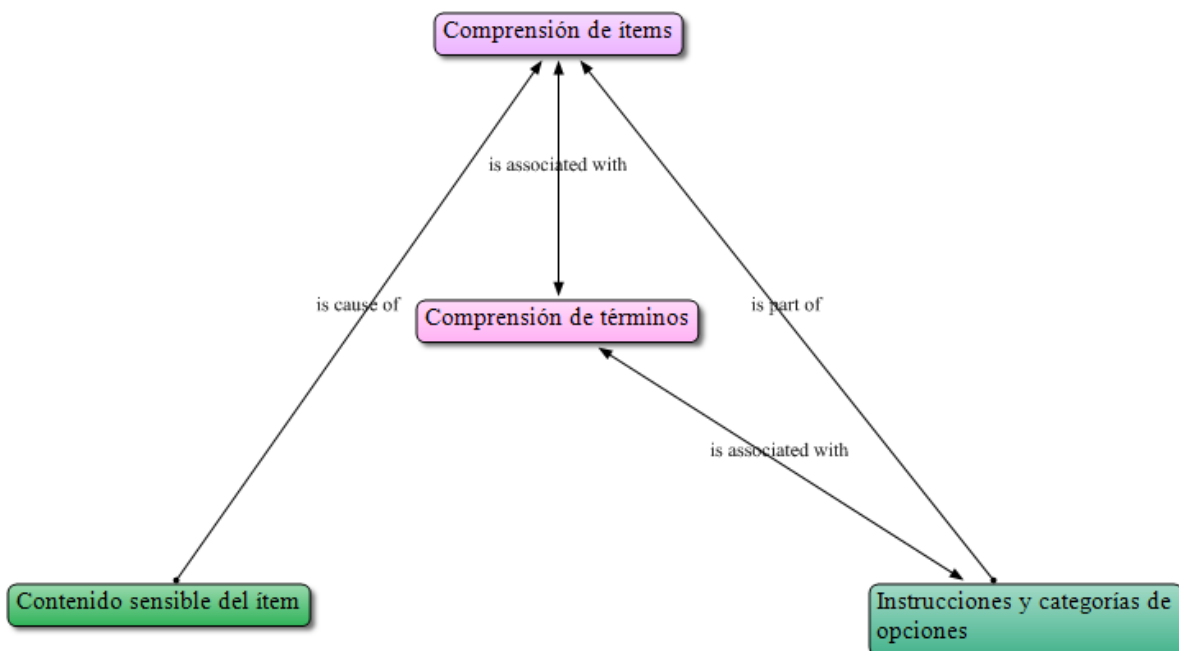 Comprensión de ítems
is associated with
is cause of
Comprensión de términos
is part of
is associated with
Contenido sensible del ítem
Instrucciones y categorías de
opciones